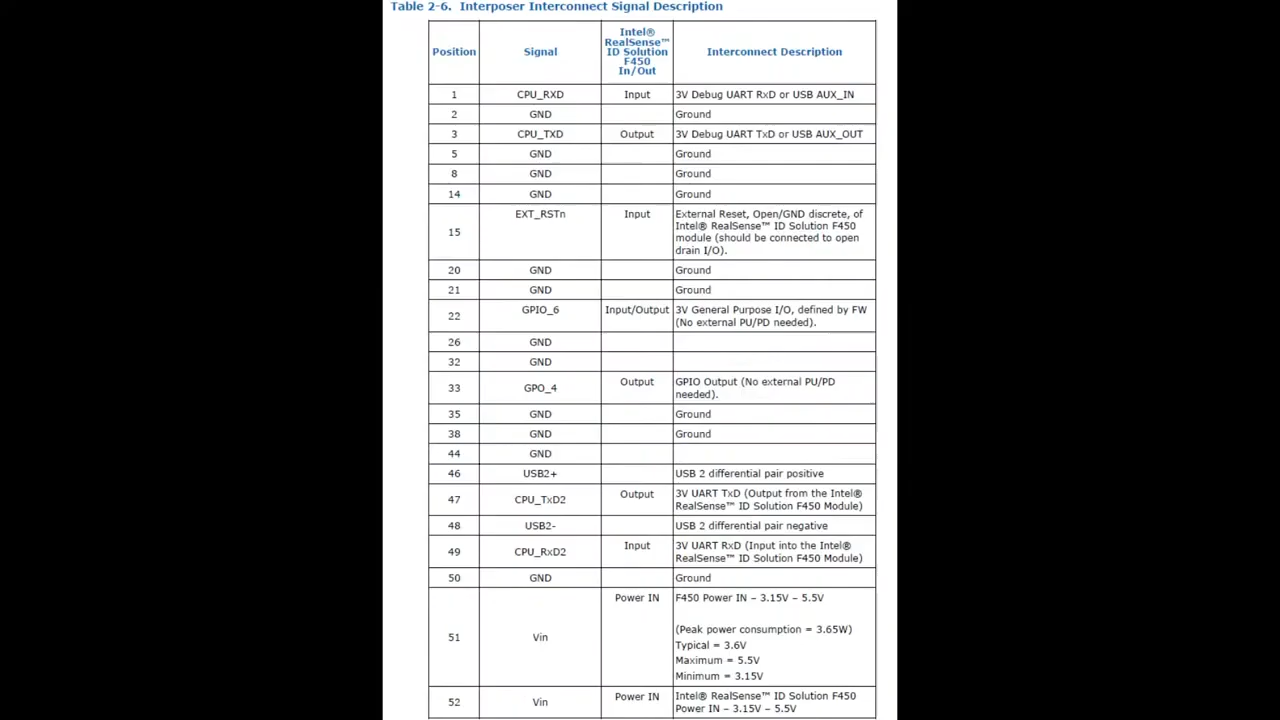 Table 2-6. Interposer Interconnect Signal Description
Position Signal Intel® RealSense™ ID Solution F450 In/Out Interconnect Description
1 CPU_RXD Input 3V Debug UART RxD or USB AUX_IN
2 GND Ground
3 CPU_TXD Output 3V Debug UART TxD or USB AUX_OUT
5 GND Ground
8 GND Ground
14 GND Ground
15 EXT_RSTn Input External Reset, Open/GND discrete, of
Intel® RealSense™ ID Solution F450
module (should be connected to open
drain I/O).
20 GND Ground
21 GND Ground
22 GPIO_6 Input/Output 3V General Purpose I/O, defined by FW
(No external PU/PD needed).
26 GND
32 GND
33 GPO_4 Output GPIO Output (No external PU/PD
needed).
35 GND Ground
38 GND Ground
44 GND
46 USB2+ USB 2 differential pair positive
47 CPU_TxD2 Output 3V UART TxD (Output from the Intel®
RealSense™ ID Solution F450 Module)
48 USB2- USB 2 differential pair negative
49 CPU_RxD2 Input 3V UART RxD (Input into the Intel®
RealSense™ ID Solution F450 Module)
50 GND Ground
51 Vin Power IN F450 Power IN – 3.15V – 5.5V
(Peak power consumption = 3.65W)
Typical = 3.6V
Maximum = 5.5V
Minimum = 3.15V
52 Vin Power IN Intel® RealSense™ ID Solution F450
Power IN – 3.15V – 5.5V